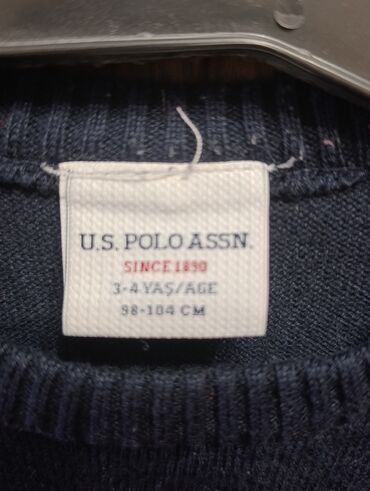 U.S. POLO ASSN.
SINCE 1890
3-4 YAŞ/AGE
98-104 CM